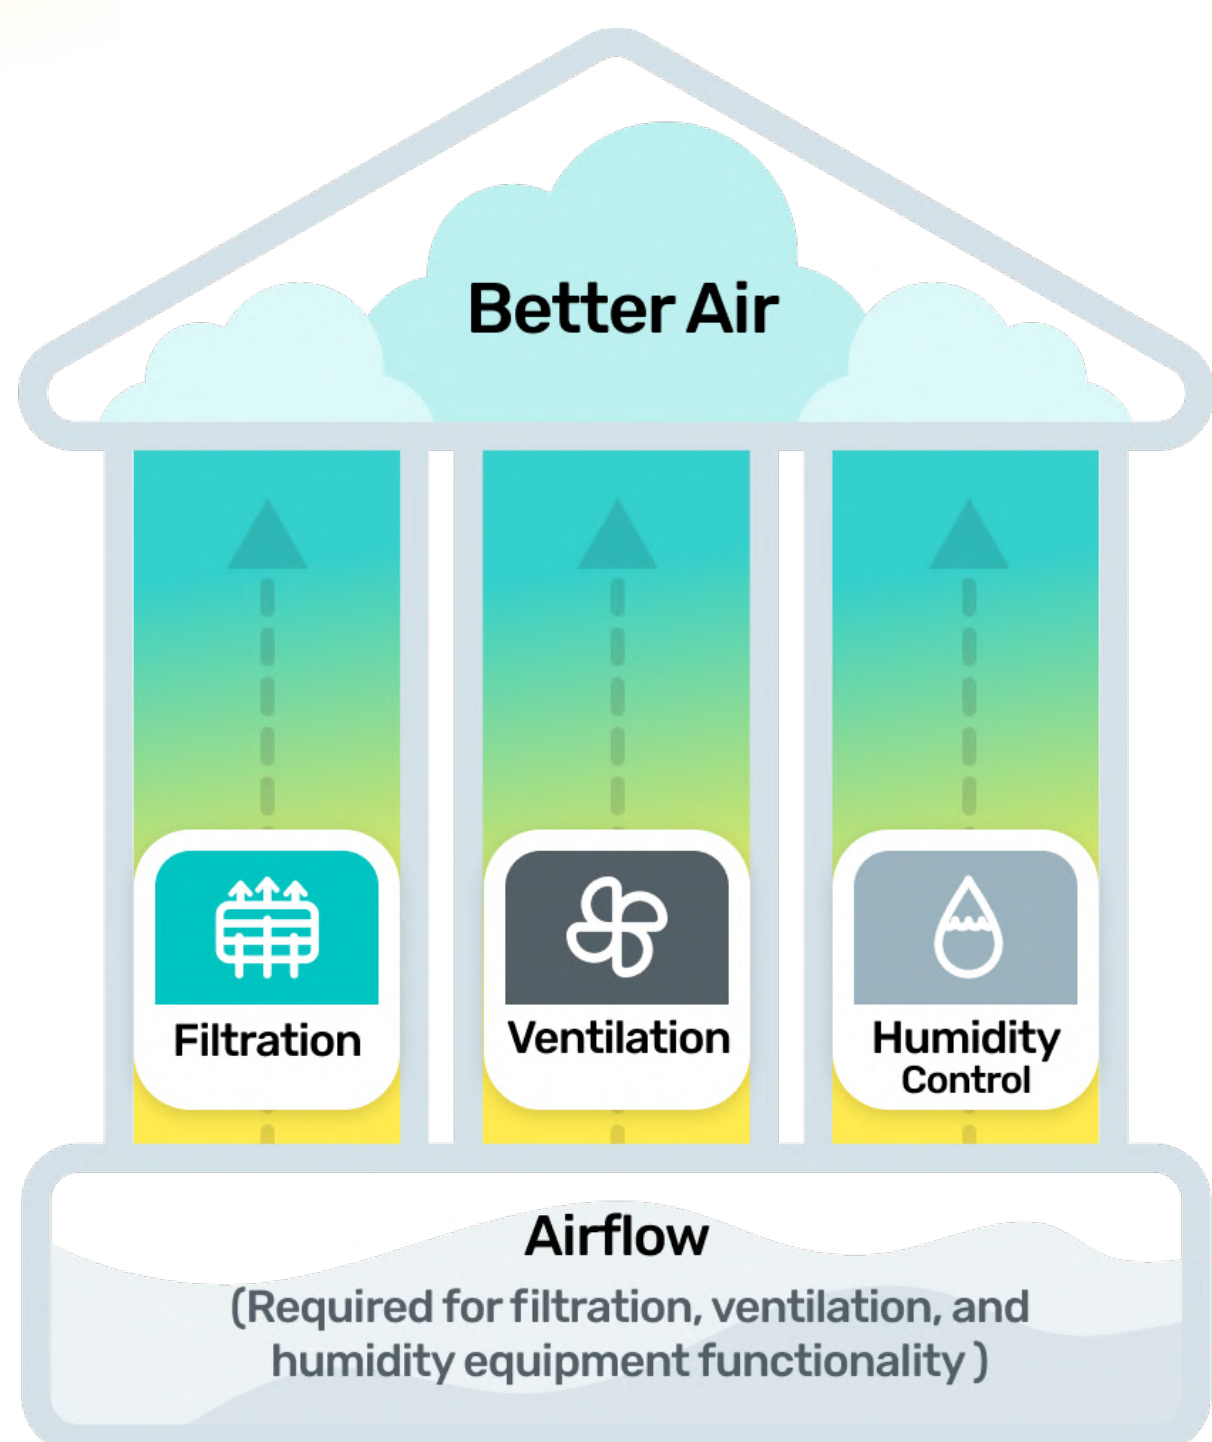 Better Air
Filtration
Ventilation
Humidity
Control
Airflow
(Required for filtration, ventilation, and
humidity equipment functionality )